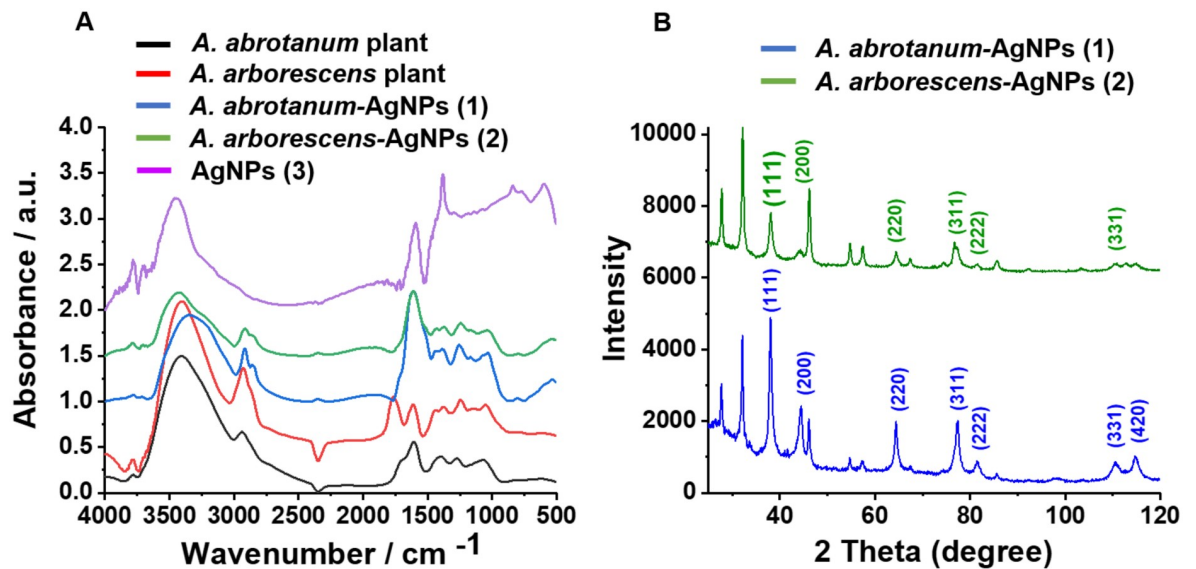 A
A. abrotanum plant
A. arborescens plant
A. abrotanum-AgNPs (1)
A. arborescens-AgNPs (2)
AgNPs (3)
4.0
3.5
3.0
2.5
2.0
1.5
1.0
0.5
0.0
Absorbance / a.u.
4000 3500 3000 2500 2000 1500 1000 500
Wavenumber / cm -1
B
A. abrotanum-AgNPs (1)
A. arborescens-AgNPs (2)
10000
8000
6000
4000
2000
0
Intensity
(111)
(200)
(220)
(311)
(222)
(331)
(111)
(200)
(220)
(311)
(222)
(331)
(420)
40 60 80 100 120
2 Theta (degree)